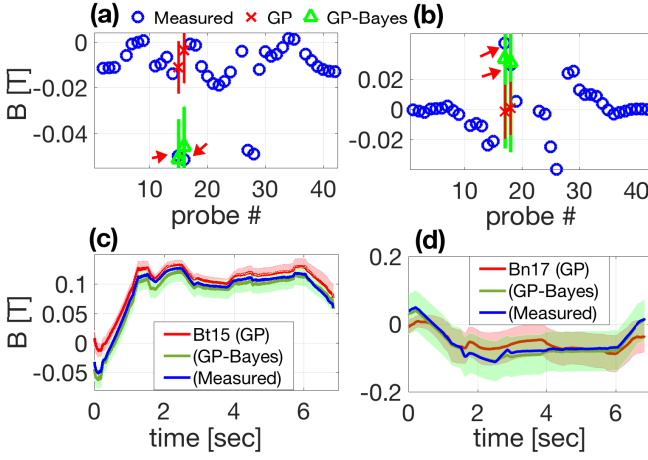 (a) Measured GP GP-Bayes (b)
B [T]
0
-0.02
-0.04
10 20 30 40
probe #
0.02
0
-0.02
10 20 30 40
probe #
(c)
B [T]
0.1
0.05
0
-0.05
Bt15 (GP)
(GP-Bayes)
(Measured)
0 2 4 6
time [sec]
(d)
0.2
0
-0.2
Bn17 (GP)
(GP-Bayes)
(Measured)
0 2 4 6
time [sec]